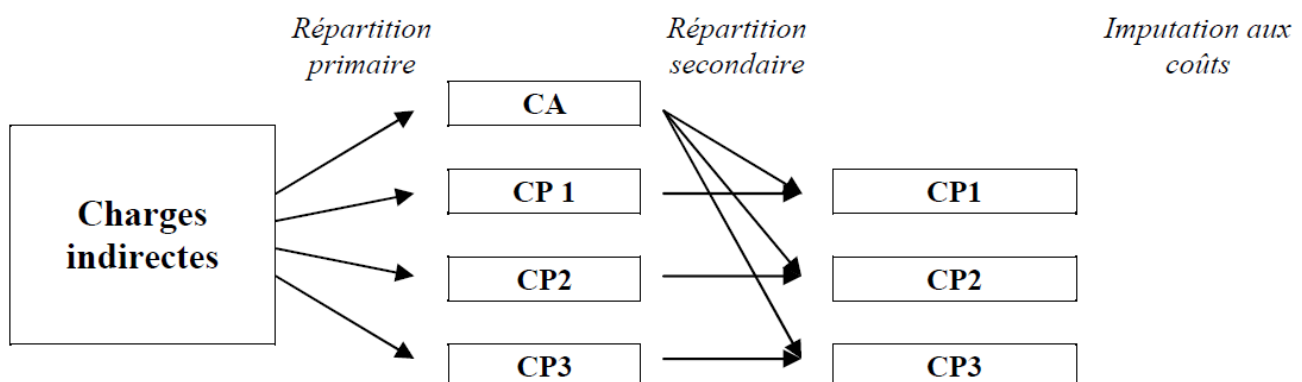 Répartition
primaire
Répartition
secondaire
Imputation aux
coûts
Charges
indirectes
CA
CP 1
CP2
CP3
CP1
CP2
CP3